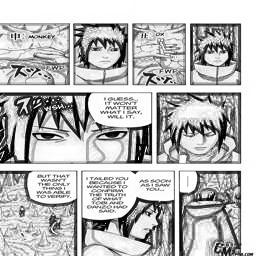 申 MONKEY
FWP
丑 OX
FWP
I GUESS...
IT WON'T
MATTER
WHAT I SAY,
WILL IT.
BUT THAT
WASN'T
THE ONLY
THING I
WAS ABLE
TO VERIFY.
I TAILED YOU
BECAUSE I
WANTED TO
CONFIRM
THE TRUTH
OF WHAT
TOBI AND
DANZO HAD
SAID.
AS SOON
AS I SAW
YOU...